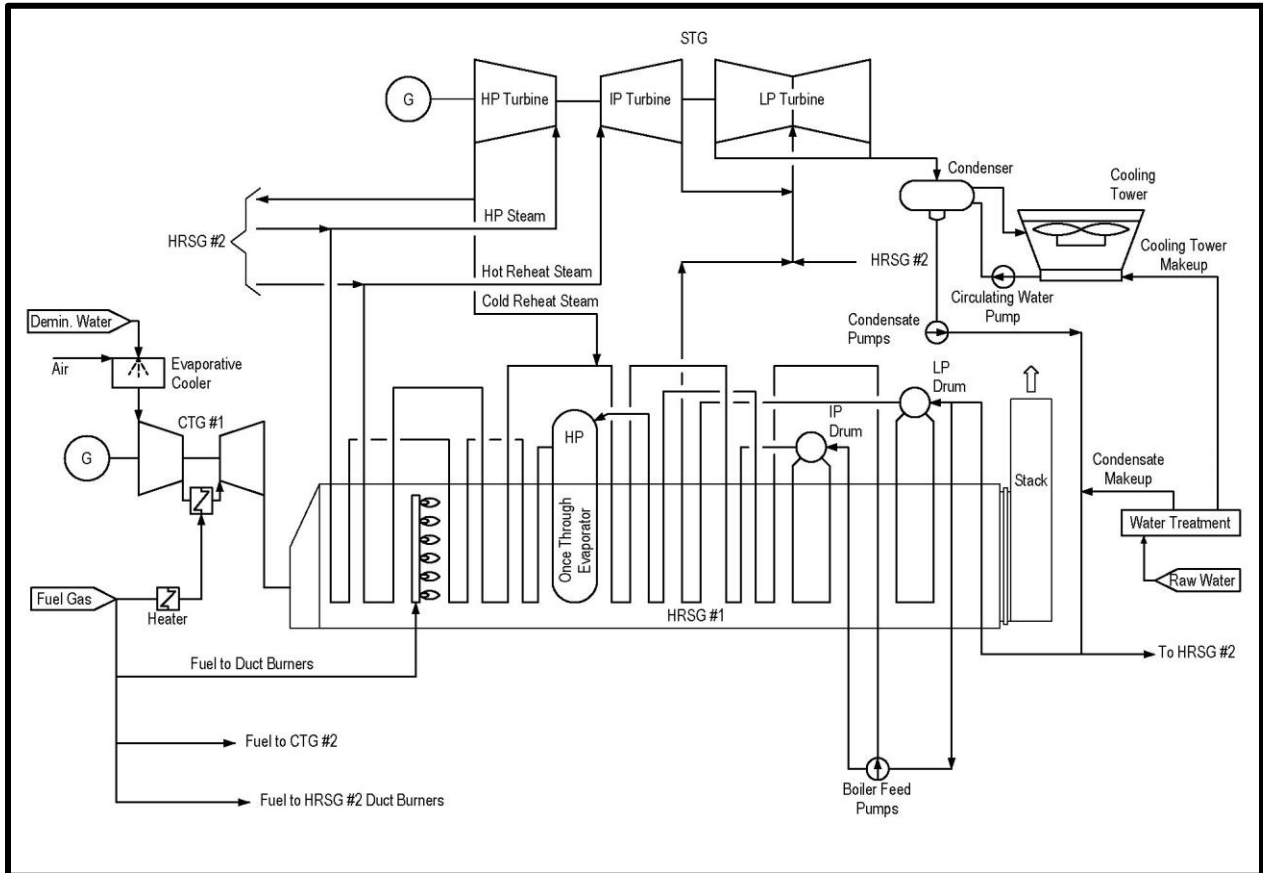 STG
G
HP Turbine
IP Turbine
LP Turbine
Condenser
Cooling
Tower
HP Steam
HRSG #2
Hot Reheat Steam
HRSG #2
Cooling Tower
Makeup
Cold Reheat Steam
Circulating Water
Pump
Demin. Water
Condensate
Pumps
Air
Evaporative
Cooler
LP
Drum
CTG #1
IP
Drum
HP
G
Once Through
Evaporator
Stack
Condensate
Makeup
Water Treatment
Fuel Gas
Heater
HRSG #1
Raw Water
Fuel to Duct Burners
To HRSG #2
Fuel to CTG #2
Boiler Feed
Pumps
Fuel to HRSG #2 Duct Burners